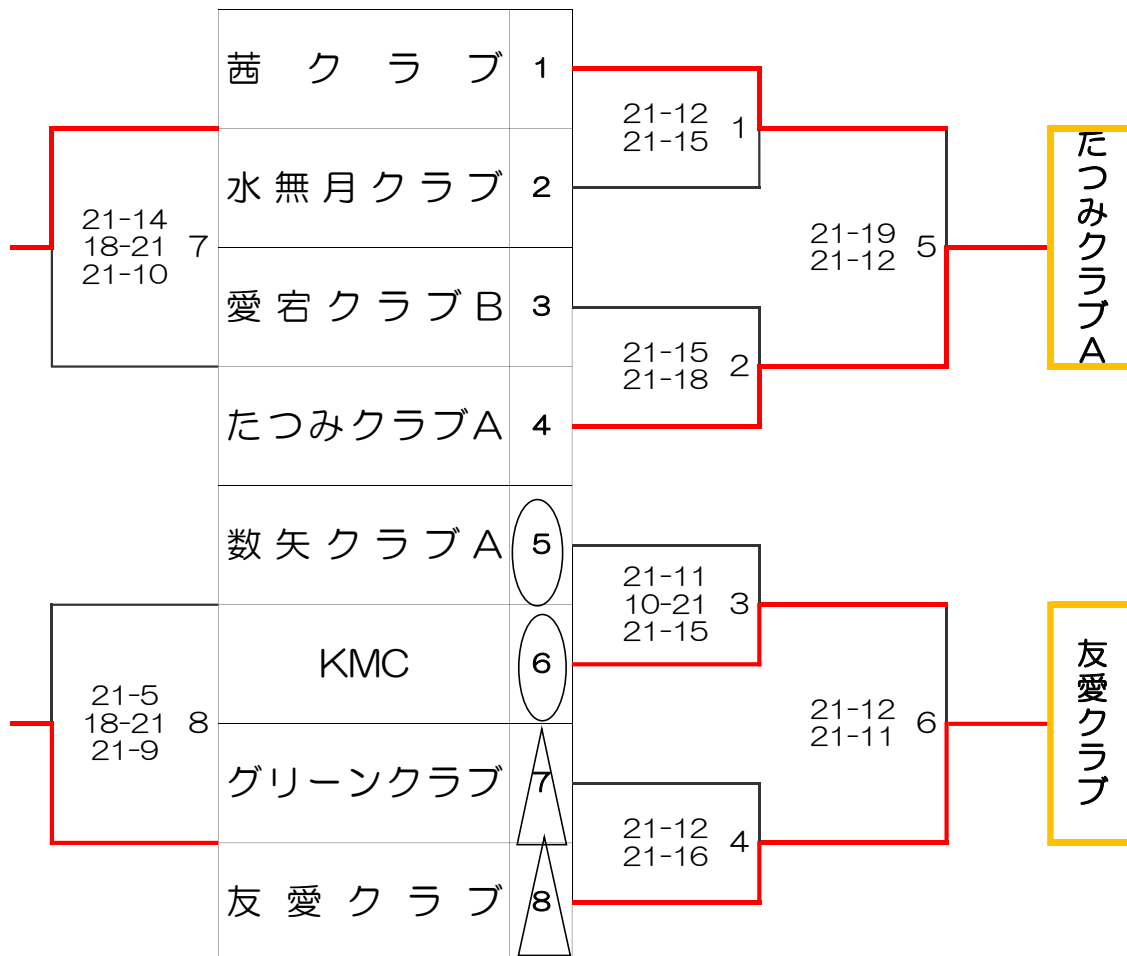 茜クラブ 1
水無月クラブ 2
愛宕クラブB 3
たつみクラブA 4
数矢クラブA 5
KMC 6
グリーンクラブ 7
友愛クラブ 8
21-14
18-21 7
21-10
21-5
18-21 8
21-9
21-12
21-15 1
21-15
21-18 2
21-11
10-21 3
21-15
21-12
21-16 4
21-19
21-12 5
21-12
21-11 6
たつみクラブA
友愛クラブ